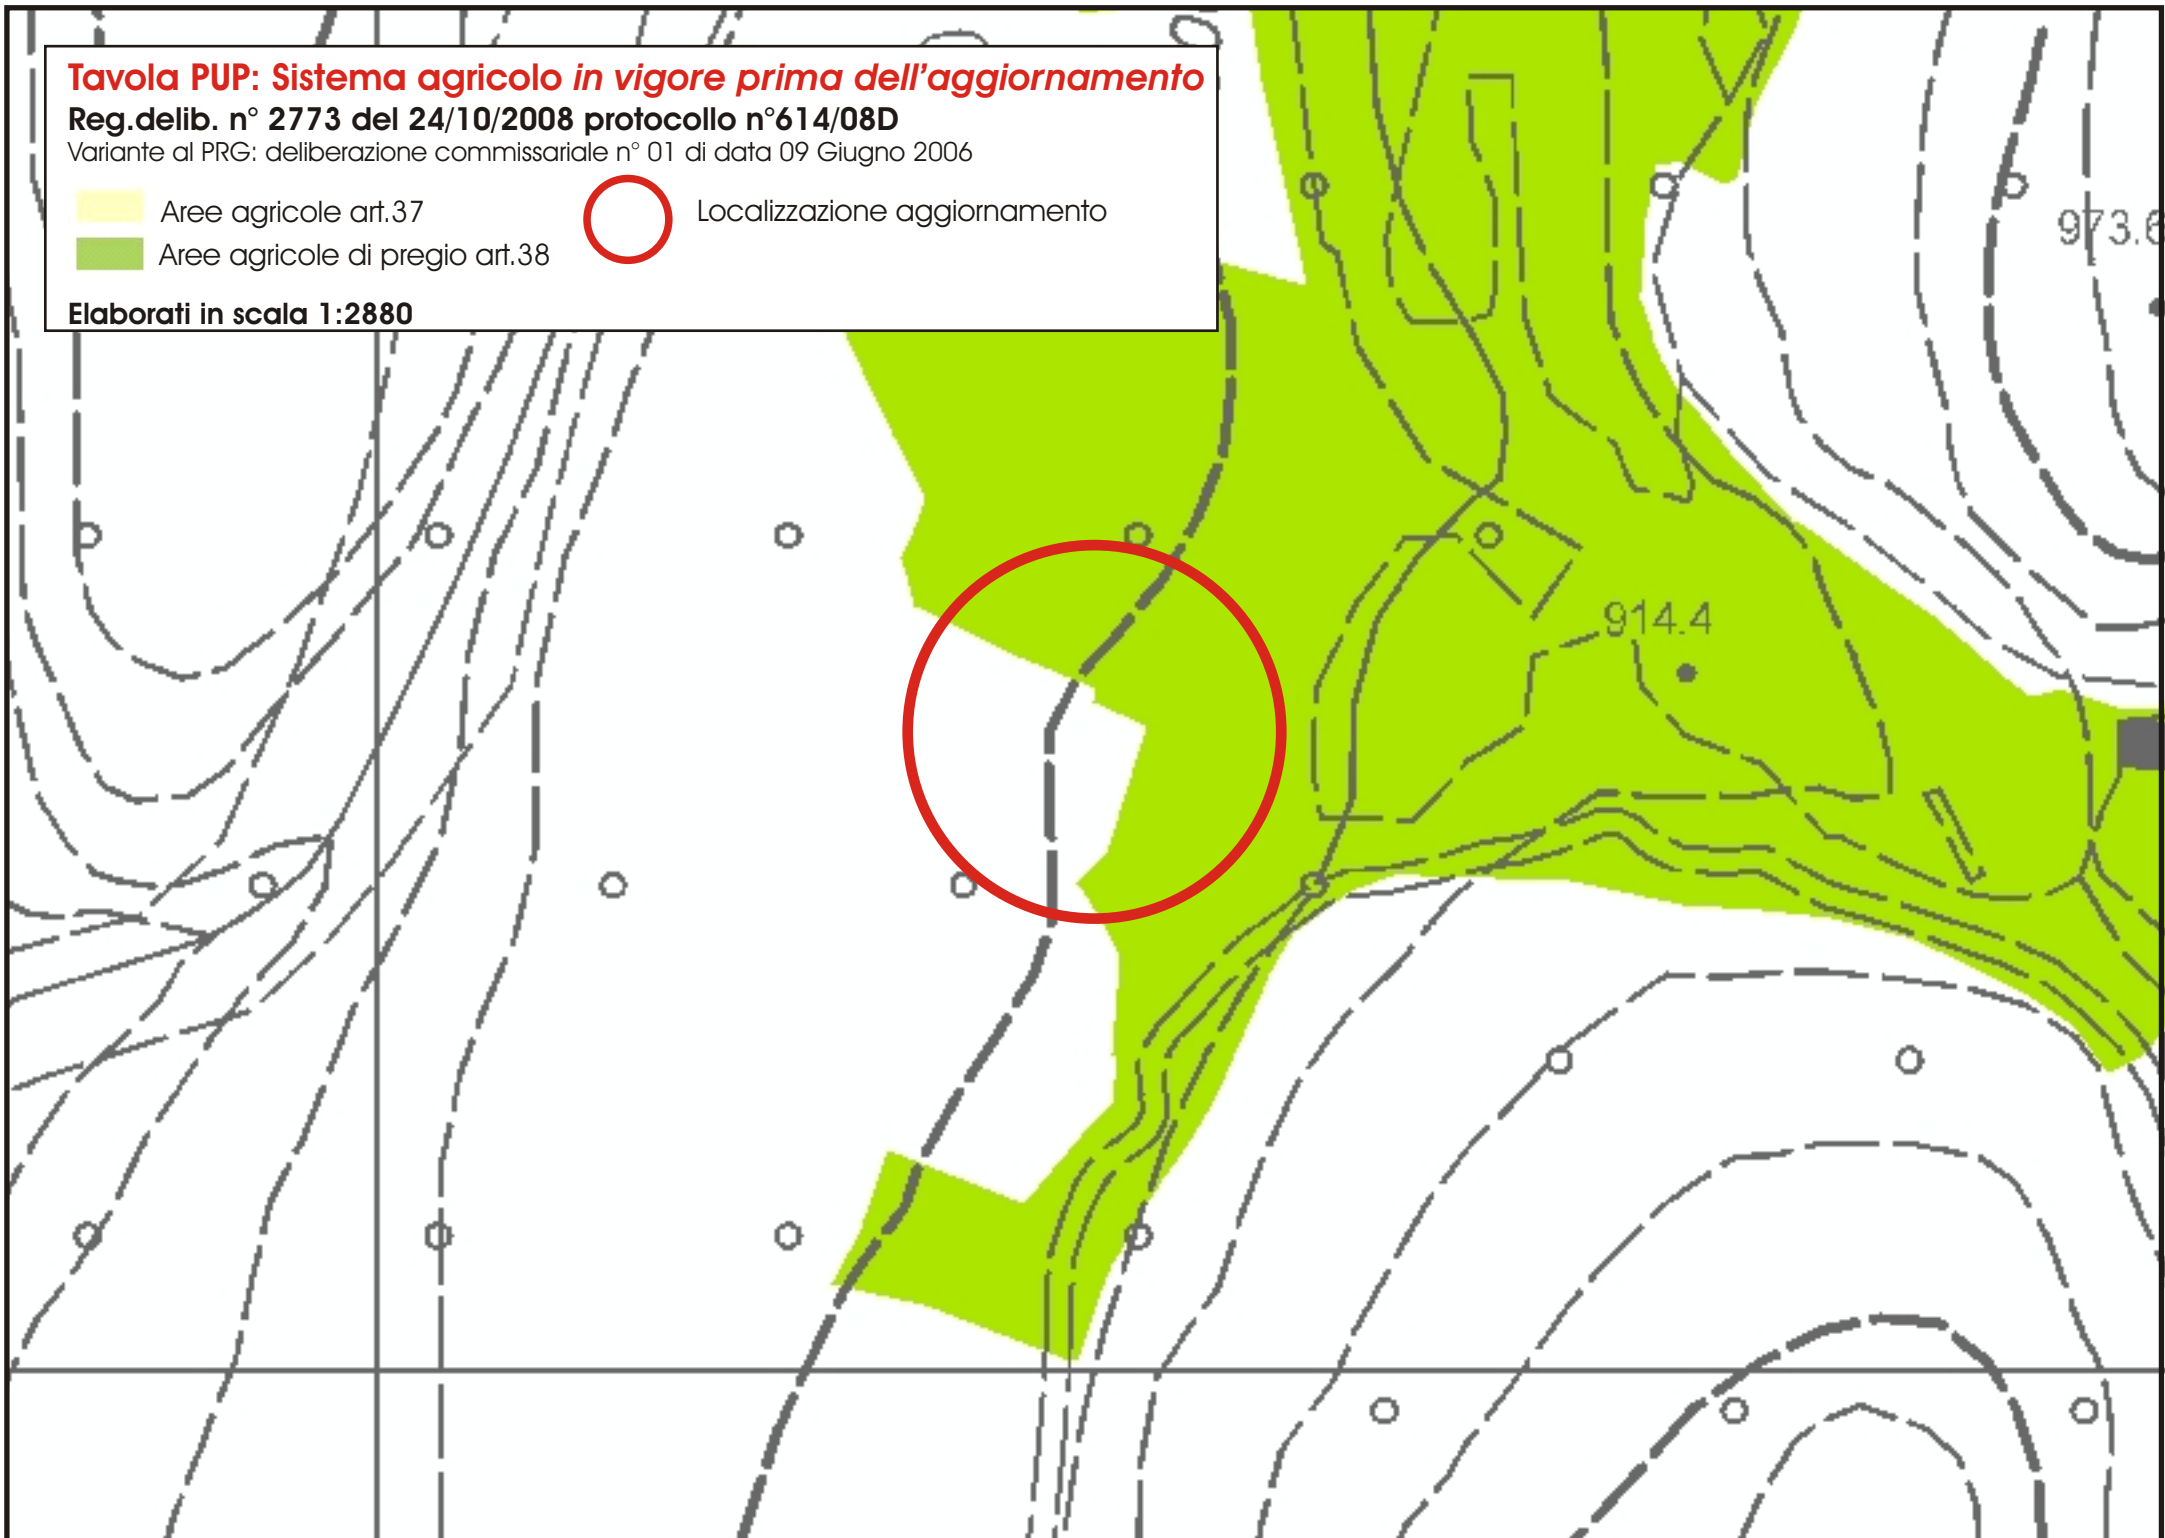 Tavola PUP: Sistema agricolo in vigore prima dell'aggiornamento
Reg.delib. n° 2773 del 24/10/2008 protocollo n°614/08D
Variante al PRG: deliberazione commissariale n° 01 di data 09 Giugno 2006
Aree agricole art.37
Localizzazione aggiornamento
Aree agricole di pregio art.38
Elaborati in scala 1:2880
973.6
914.4